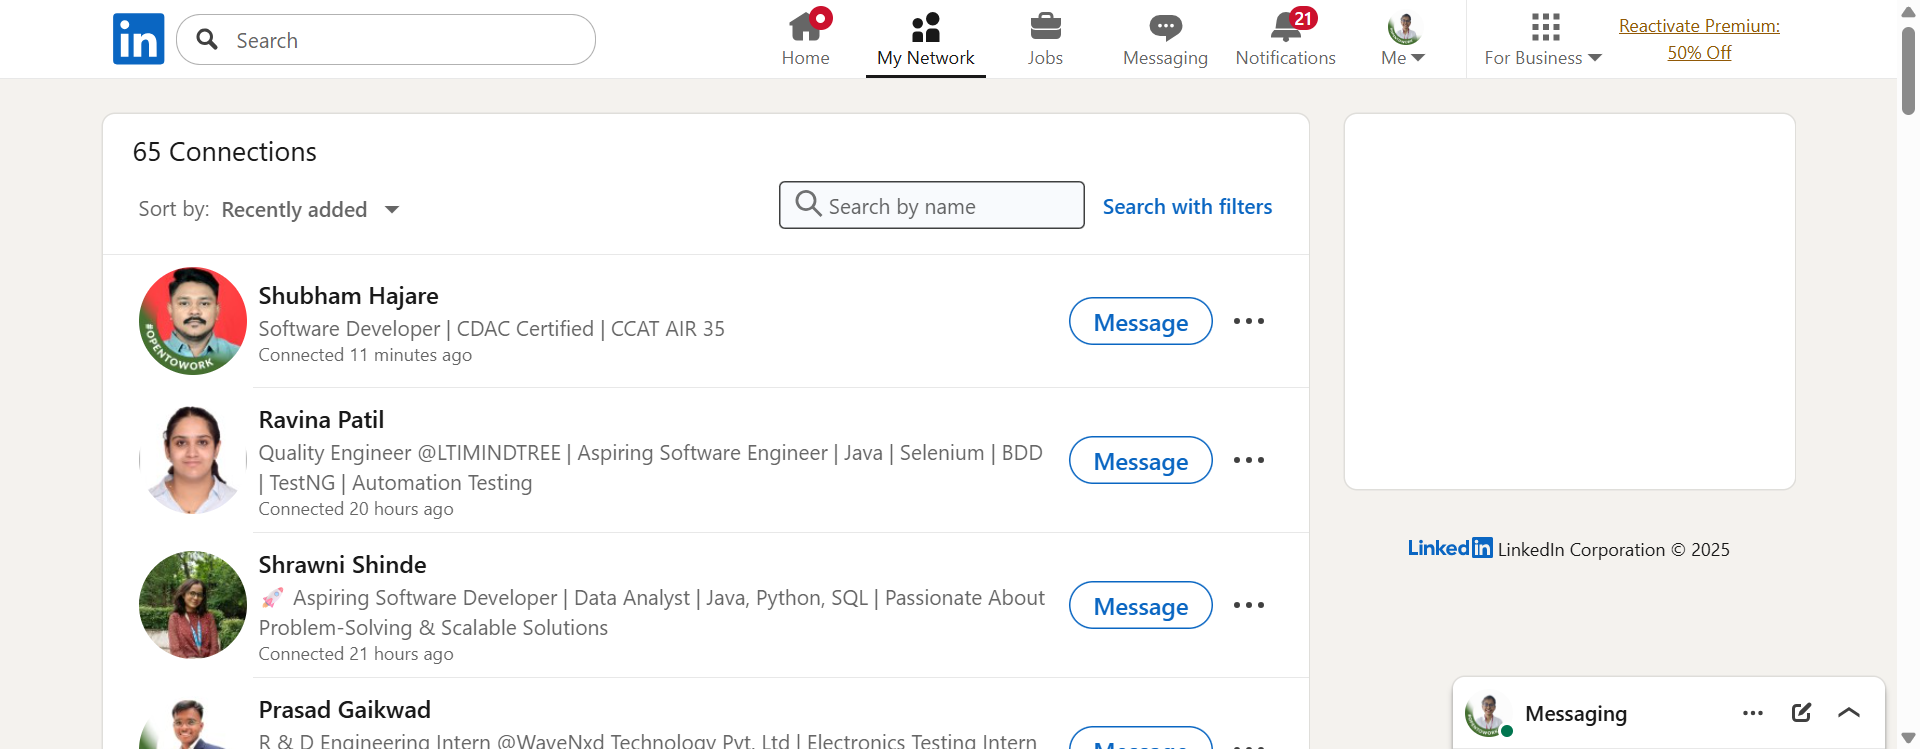 in
Search
Home
My Network
Jobs
Messaging
21
Notifications
Me
For Business
Reactivate Premium:
50% Off
65 Connections
Sort by: Recently added
Search by name
Search with filters
#OPENTOWORK
Shubham Hajare
Software Developer | CDAC Certified | CCAT AIR 35
Connected 11 minutes ago
Message
Ravina Patil
Quality Engineer @LTIMINDTREE | Aspiring Software Engineer | Java | Selenium | BDD
| TestNG | Automation Testing
Connected 20 hours ago
Message
Shrawni Shinde
🚀 Aspiring Software Developer | Data Analyst | Java, Python, SQL | Passionate About
Problem-Solving & Scalable Solutions
Connected 21 hours ago
Message
Prasad Gaikwad
R & D Engineering Intern @WaveNxd Technology Pvt. Ltd | Electronics Testing Intern
Message
LinkedIn LinkedIn Corporation © 2025
Messaging